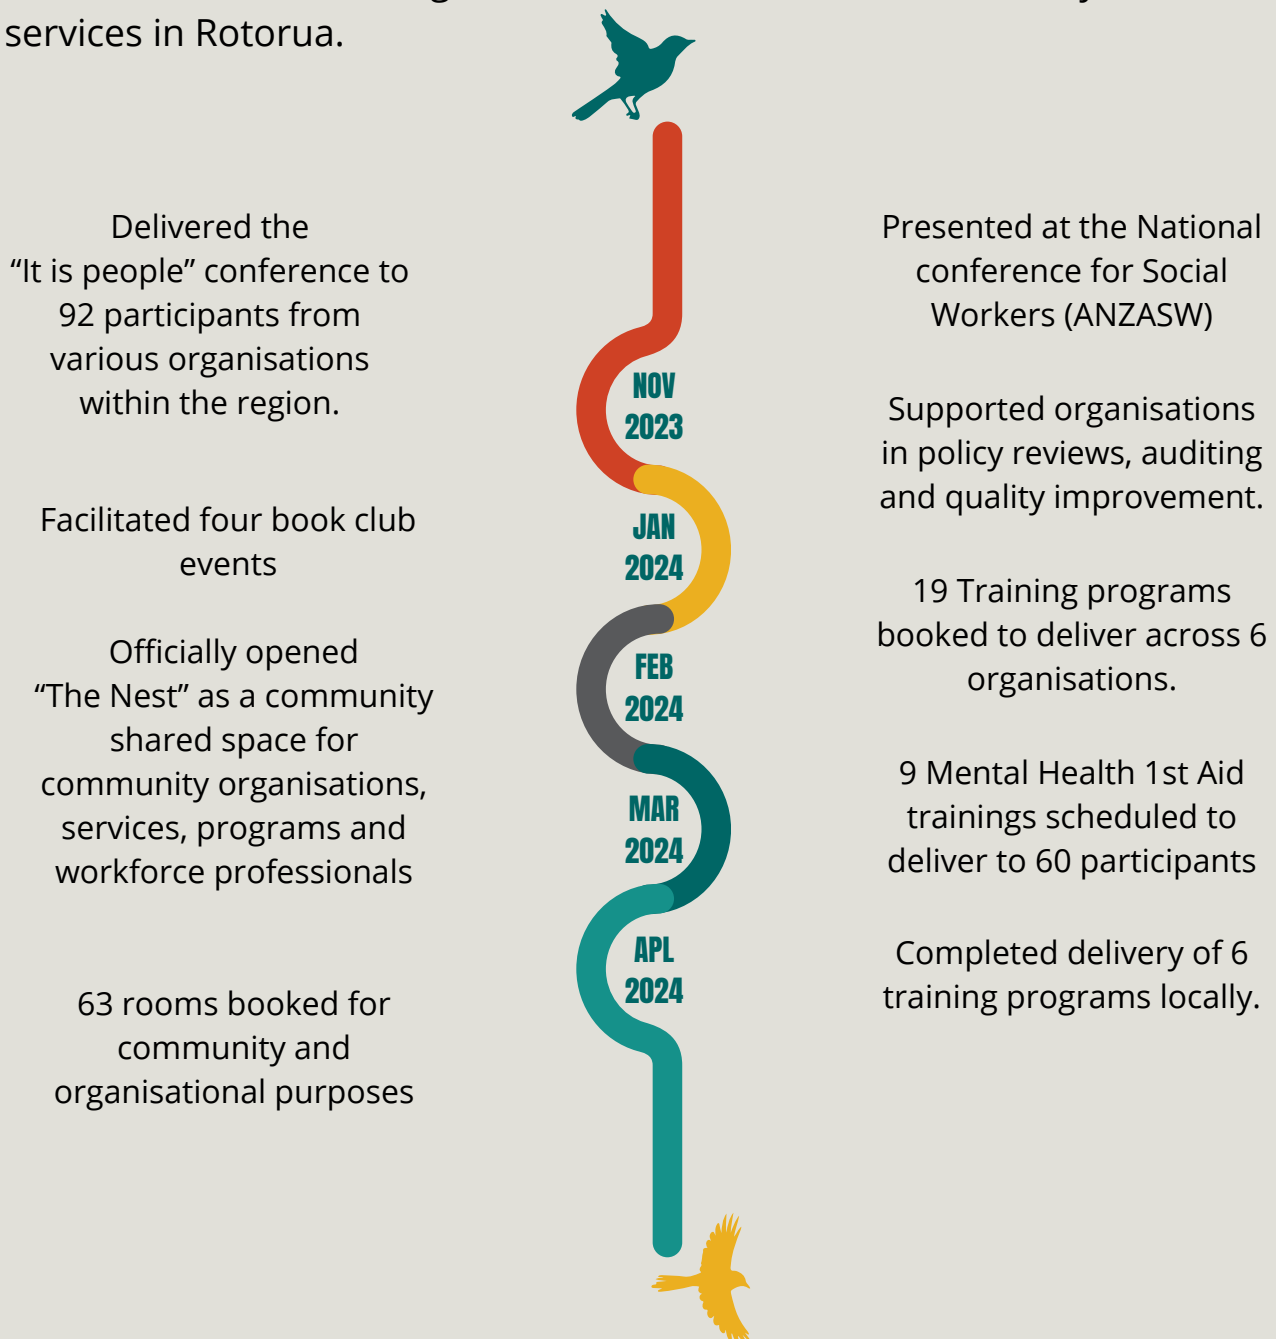 services in Rotorua.
Delivered the
“It is people” conference to
92 participants from
various organisations
within the region.
Facilitated four book club
events
Officially opened
“The Nest” as a community
shared space for
community organisations,
services, programs and
workforce professionals
63 rooms booked for
community and
organisational purposes
NOV
2023
JAN
2024
FEB
2024
MAR
2024
APL
2024
Presented at the National
conference for Social
Workers (ANZASW)
Supported organisations
in policy reviews, auditing
and quality improvement.
19 Training programs
booked to deliver across 6
organisations.
9 Mental Health 1st Aid
trainings scheduled to
deliver to 60 participants
Completed delivery of 6
training programs locally.